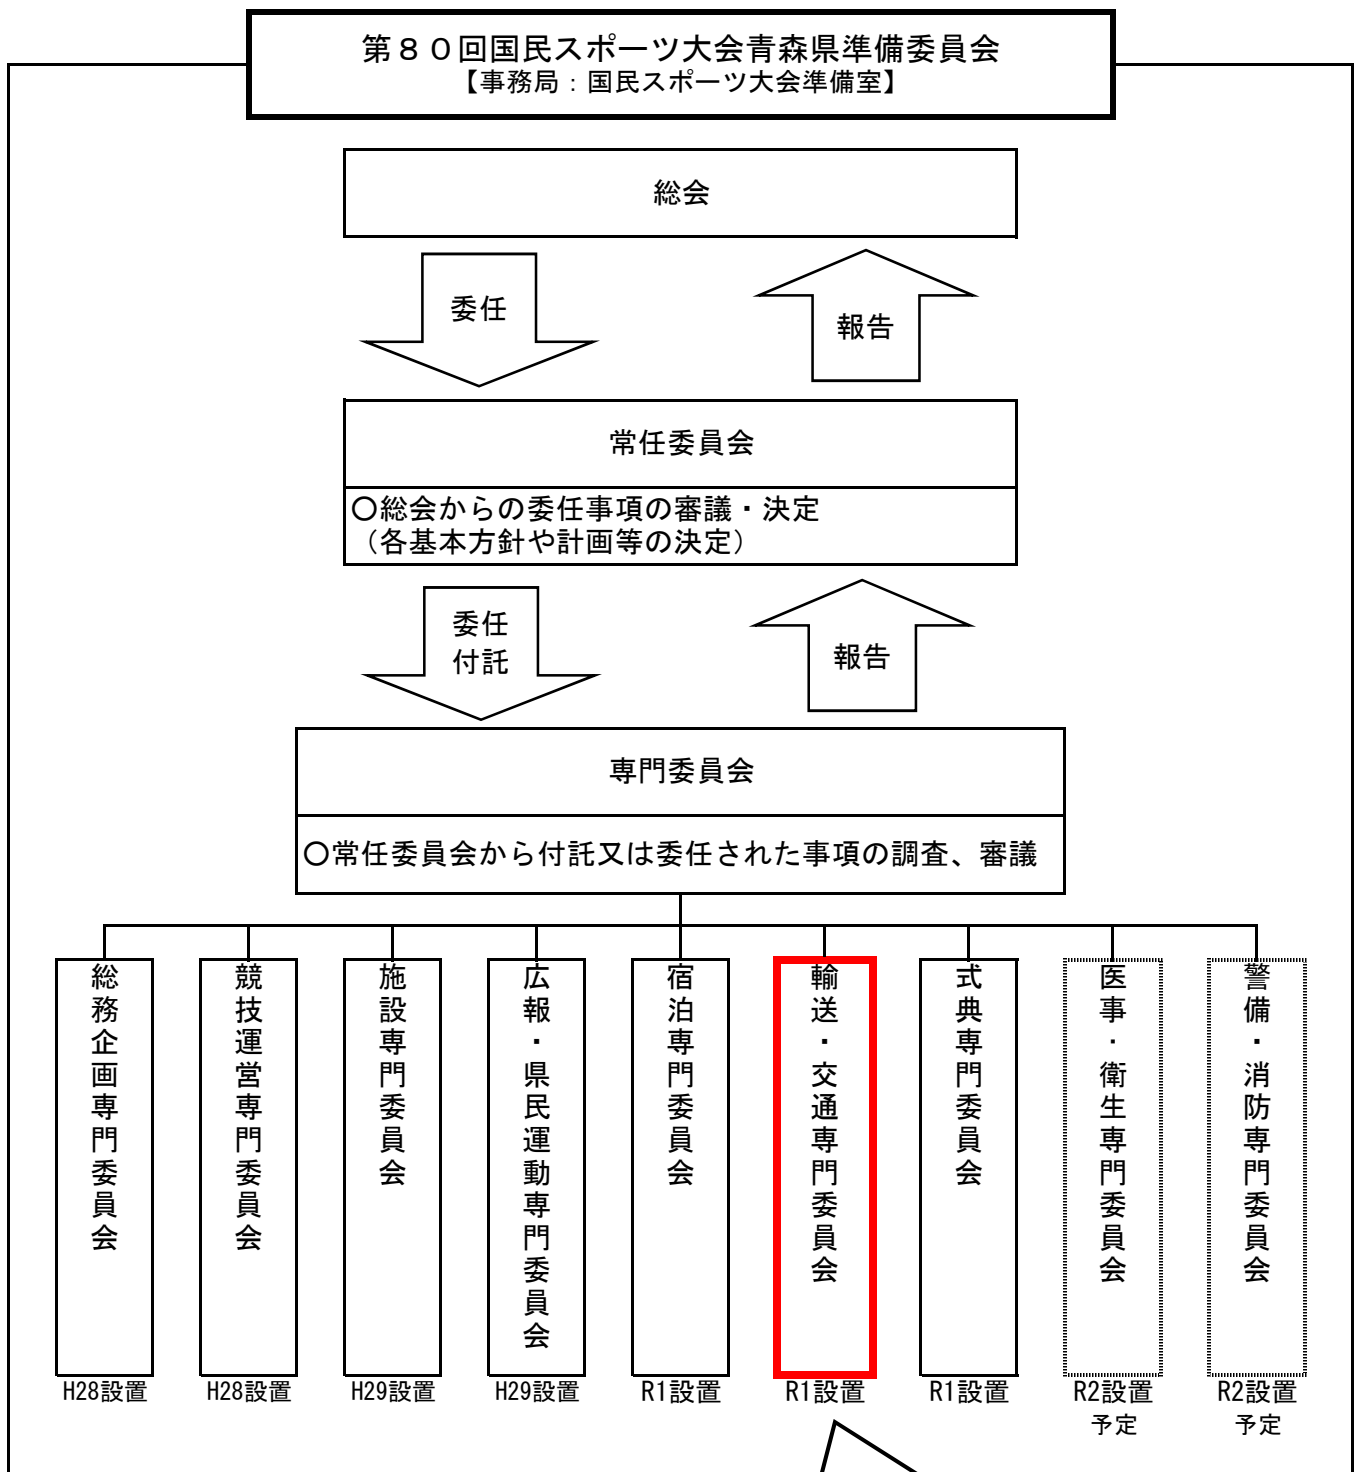 第８０回国民スポーツ大会青森県準備委員会
【事務局：国民スポーツ大会準備室】
総会
委任
報告
常任委員会
〇総会からの委任事項の審議・決定
（各基本方針や計画等の決定）
委任
付託
報告
専門委員会
〇常任委員会から付託又は委任された事項の調査、審議
総務企画専門委員会
競技運営専門委員会
施設専門委員会
広報・県民運動専門委員会
宿泊専門委員会
輸送・交通専門委員会
式典専門委員会
医事・衛生専門委員会
警備・消防専門委員会
H28設置
H28設置
H29設置
H29設置
R1設置
R1設置
R1設置
R2設置
予定
R2設置
予定